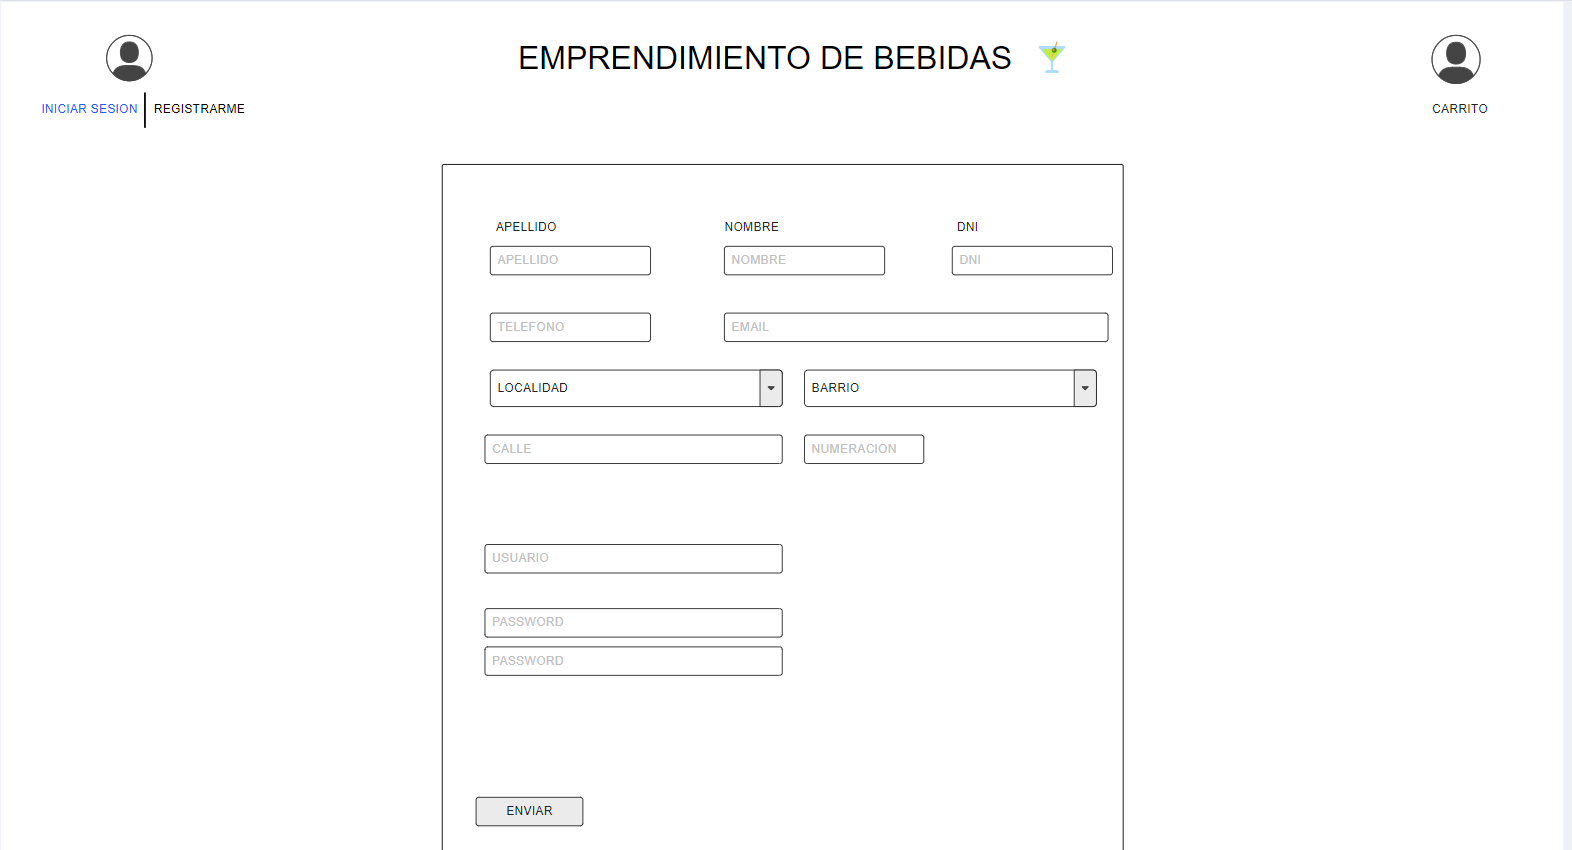 EMPRENDIMIENTO DE BEBIDAS
INICIAR SESION REGISTRARME
CARRITO
APELLIDO NOMBRE DNI
APELLIDO NOMBRE DNI
TELEFONO EMAIL
LOCALIDAD BARRIO
CALLE NUMERACION
USUARIO
PASSWORD
PASSWORD
ENVIAR